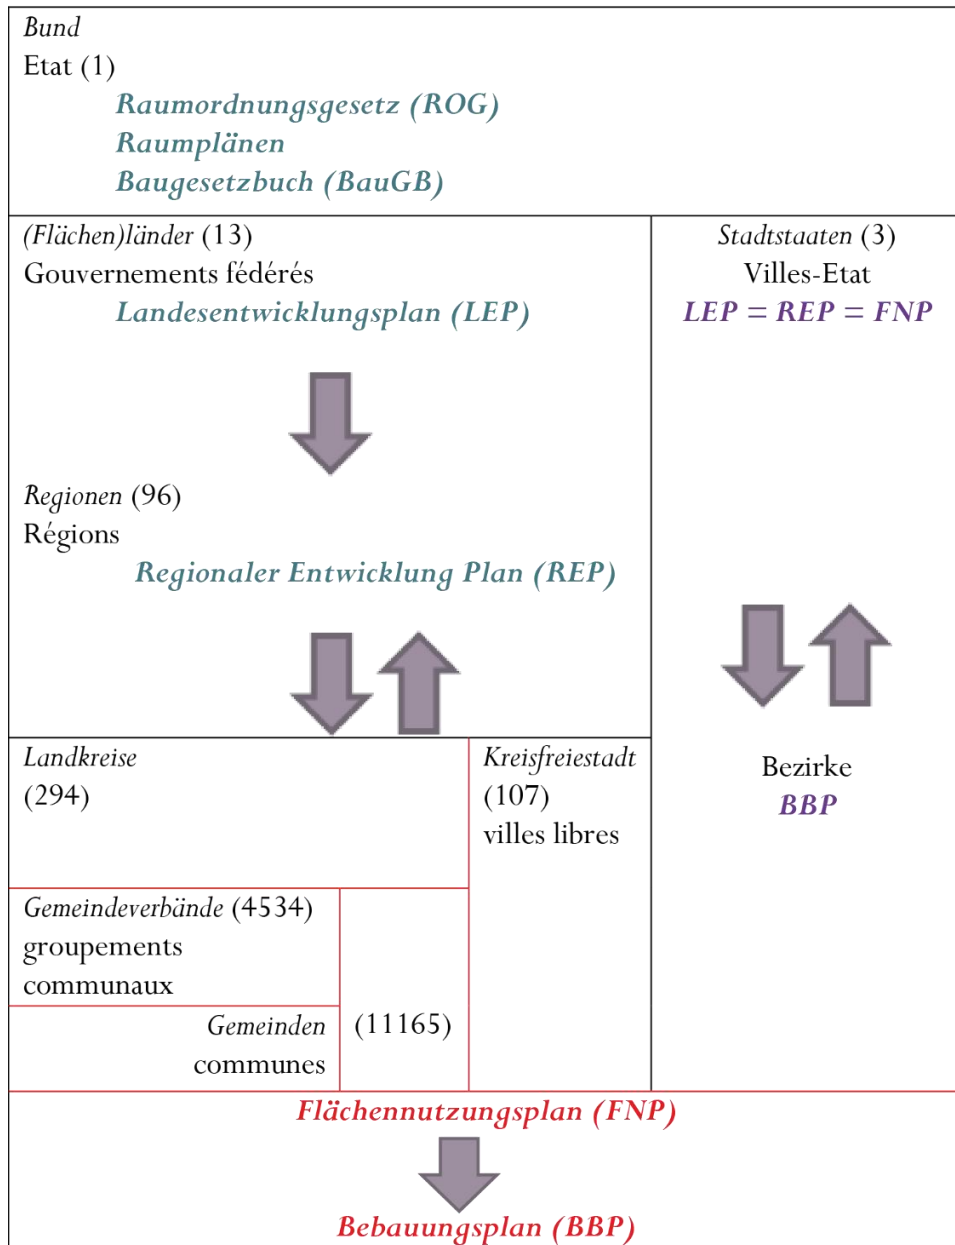 Bund
Etat (1)
Raumordnungsgesetz (ROG)
Raumplänen
Baugesetzbuch (BauGB)
(Flächen)länder (13)
Gouvernements fédérés
Landesentwicklungsplan (LEP)
Stadtstaaten (3)
Villes-Etat
LEP = REP = FNP
Regionen (96)
Régions
Regionaler Entwicklung Plan (REP)
Landkreise
(294)
Kreisfreiestadt
(107)
villes libres
Bezirke
BBP
Gemeindeverbände (4534)
groupements
communaux
Gemeinden
communes
(11165)
Flächennutzungsplan (FNP)
Bebauungsplan (BBP)